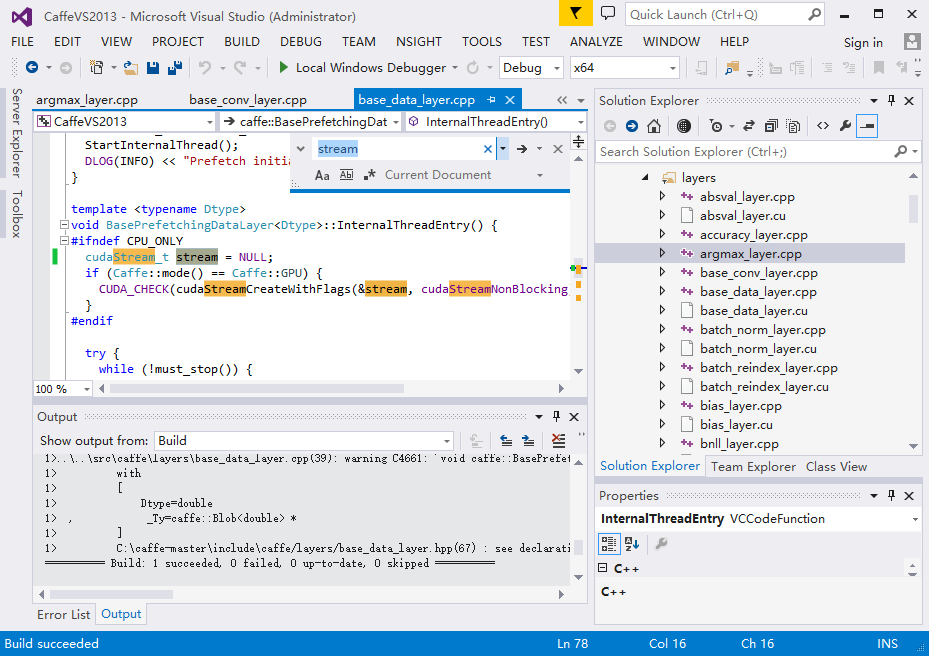 CaffeVS2013 - Microsoft Visual Studio (Administrator)
Quick Launch (Ctrl+Q)
FILE EDIT VIEW PROJECT BUILD DEBUG TEAM NSIGHT TOOLS TEST ANALYZE WINDOW HELP Sign in
Local Windows Debugger Debug x64
Server Explorer
Toolbox
argmax_layer.cpp base_conv_layer.cpp base_data_layer.cpp
CaffeVS2013 caffe::BasePrefetchingDat InternalThreadEntry()
StartInternalThread();
DLOG(INFO) << "Prefetch initia
}
stream
Aa Abl .* Current Document
template <typename Dtype>
void BasePrefetchingDataLayer<Dtype>::InternalThreadEntry() {
#ifndef CPU_ONLY
cudaStream_t stream = NULL;
if (Caffe::mode() == Caffe::GPU) {
CUDA_CHECK(cudaStreamCreateWithFlags(&stream, cudaStreamNonBlocking
}
#endif
try {
while (!must_stop()) {
100 %
Output
Show output from: Build
1>..\..\src\caffe\layers\base_data_layer.cpp(39): warning C4661: 'void caffe::BasePrefet
1> with
1> [
1> Dtype=double
1> , _Ty=caffe::Blob<double> *
1> ]
1> C:\caffe-master\include\caffe/layers/base_data_layer.hpp(67) : see declarati
========== Build: 1 succeeded, 0 failed, 0 up-to-date, 0 skipped ==========
Error List Output
Solution Explorer
Search Solution Explorer (Ctrl+;)
layers
absval_layer.cpp
absval_layer.cu
accuracy_layer.cpp
argmax_layer.cpp
base_conv_layer.cpp
base_data_layer.cpp
base_data_layer.cu
batch_norm_layer.cpp
batch_norm_layer.cu
batch_reindex_layer.cpp
batch_reindex_layer.cu
bias_layer.cpp
bias_layer.cu
bnll_layer.cpp
Solution Explorer Team Explorer Class View
Properties
InternalThreadEntry VCCodeFunction
C++
C++
Build succeeded Ln 78 Col 16 Ch 16 INS